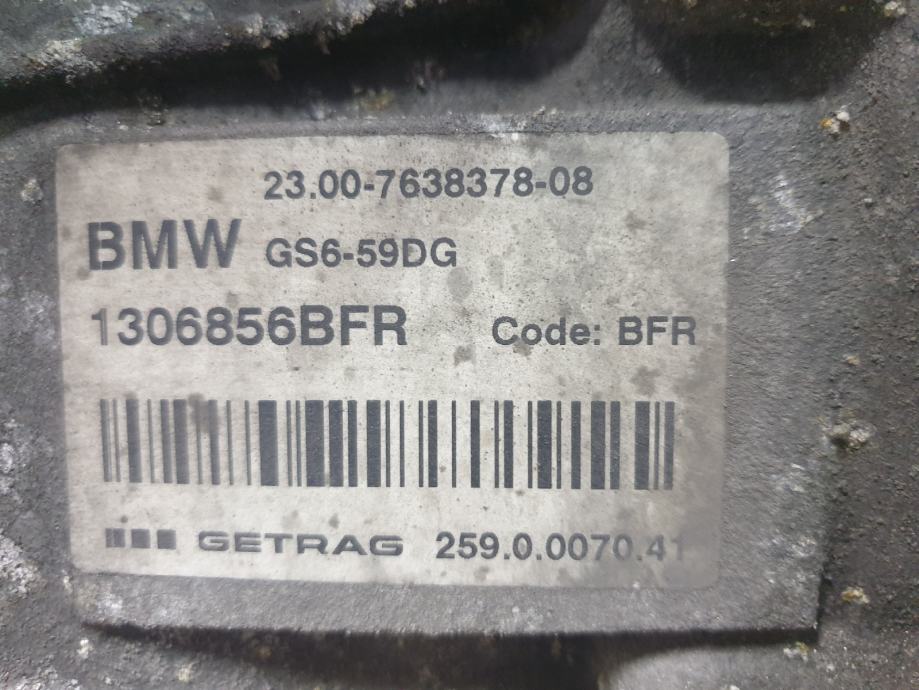 23.00-7638378-08
BMW GS6-59DG
1306856BFR Code: BFR
GETRAG 259.0.0070.41